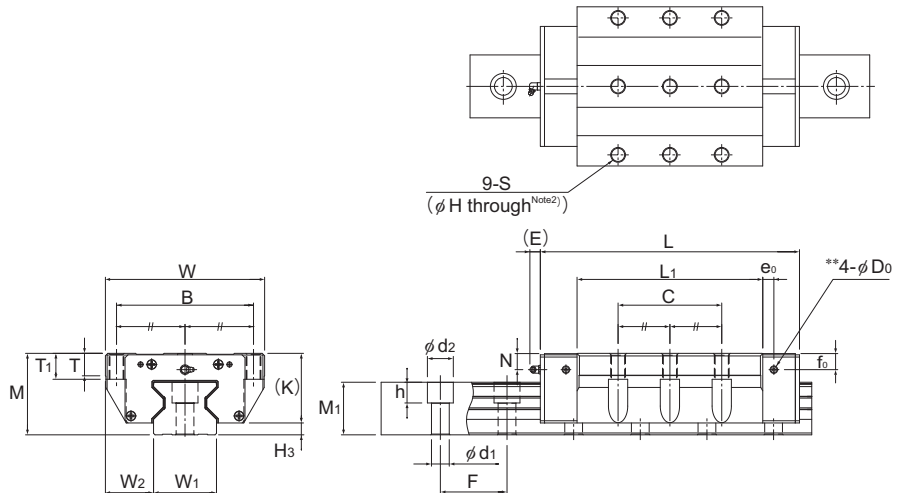 9-S
(φH through Note2))
(E)
L
L1
e0
**4-φD0
C
W
B
T1
T
M
(K)
H3
W2
W1
φd2
N
f0
h
M1
φd1
F